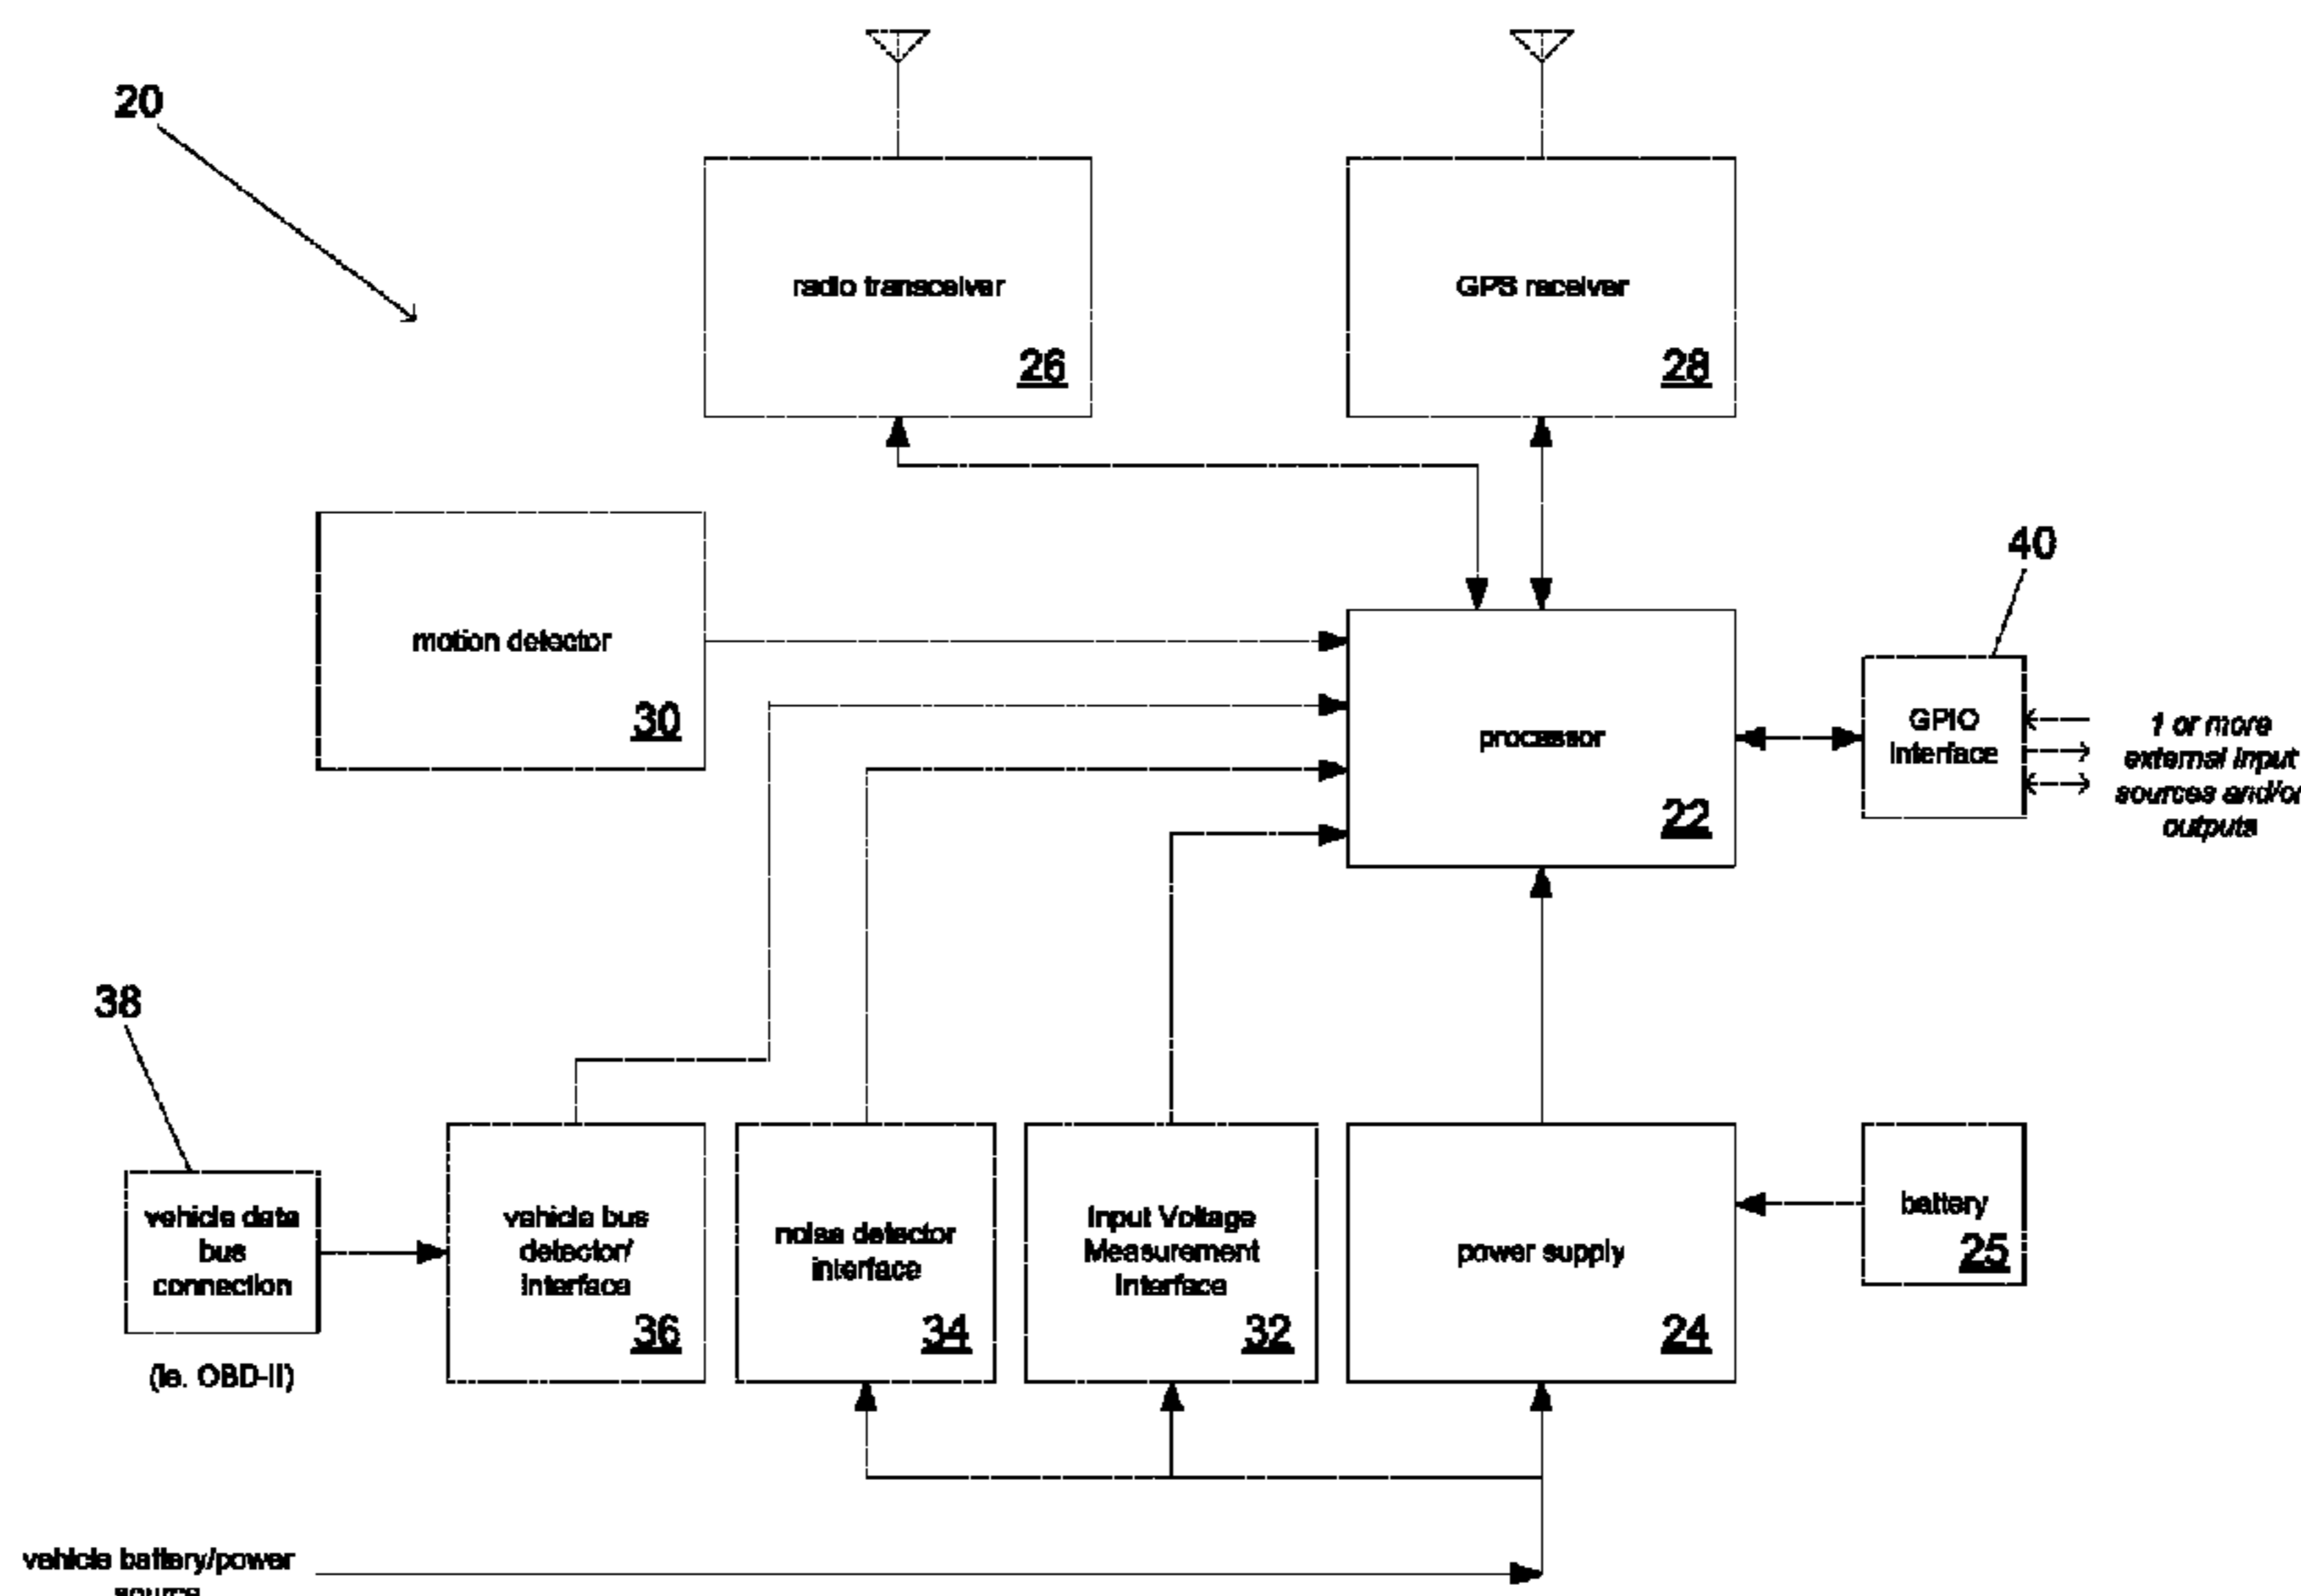 20
radio transceiver
26
GPS receiver
28
motion detector
30
processor
22
40
GPIO
Interface
1 or more
external input
sources and/or
outputs
38
vehicle data
bus
connection
(ie. OBD-II)
vehicle bus
detector/
interface
36
noise detector
interface
34
Input Voltage
Measurement
Interface
32
power supply
24
battery
25
vehicle battery/power
source